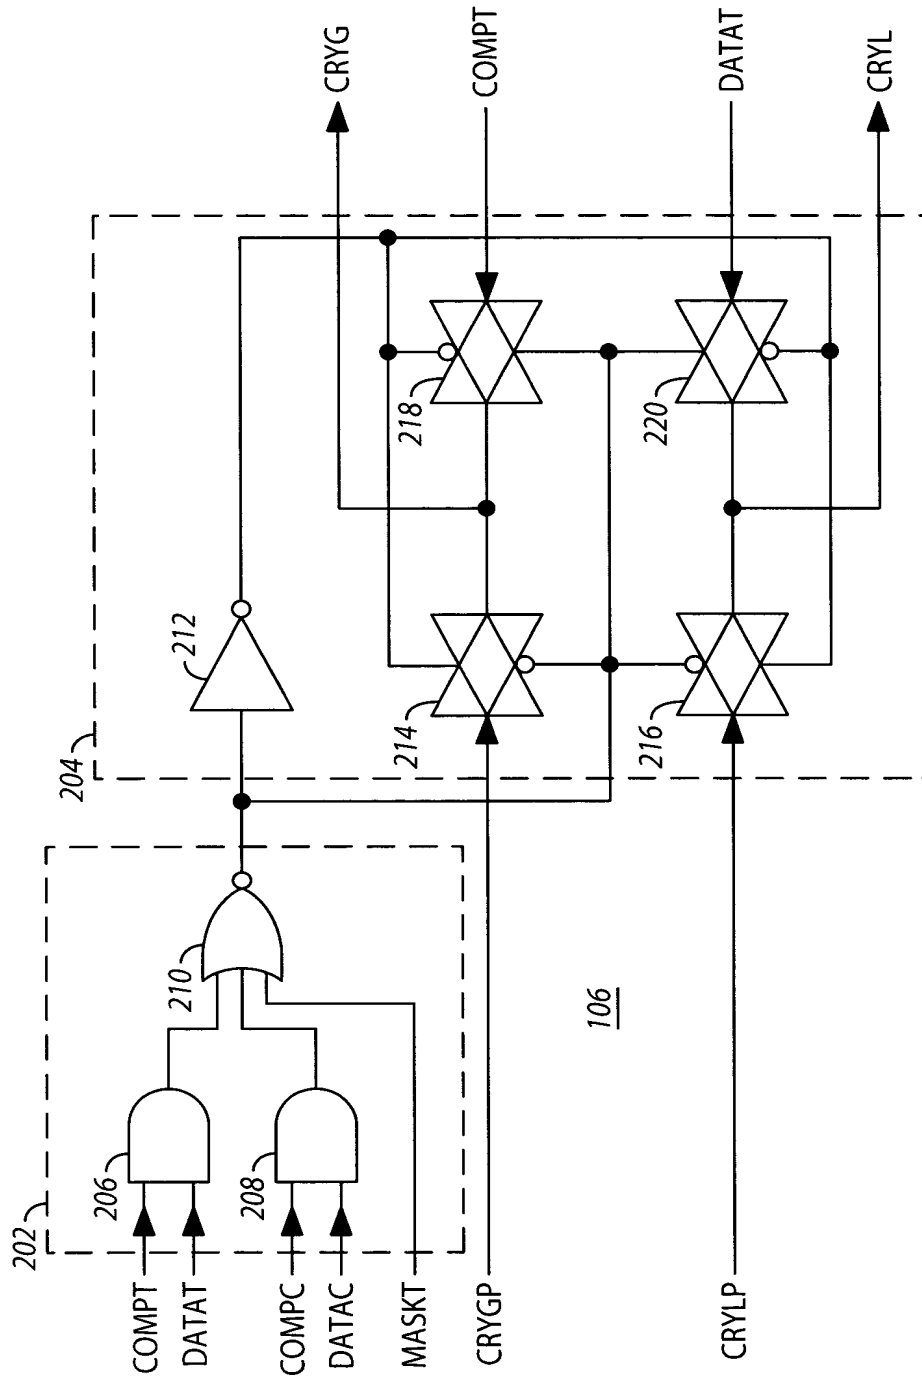 CRYG
COMPT
DATAT
CRYL
204
212
218
220
214
216
202
206
208
210
106
COMPT
DATAT
COMPC
DATAC
MASKT
CRYGP
CRYLP